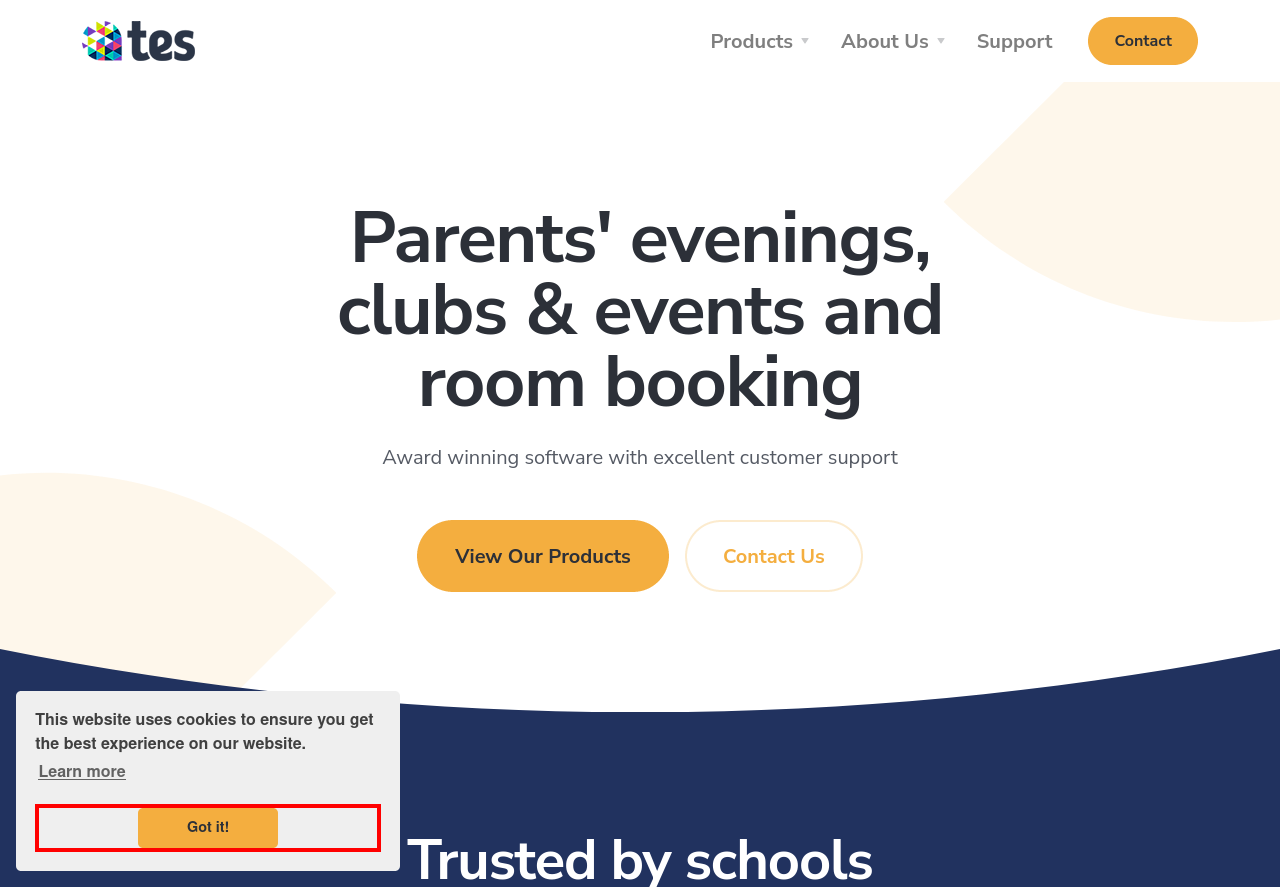 tes
Products
About Us
Support
Contact
Parents' evenings,
clubs & events and
room booking
Award winning software with excellent customer support
View Our Products
Contact Us
This website uses cookies to ensure you get
the best experience on our website.
Learn more
Got it!
Trusted by schools